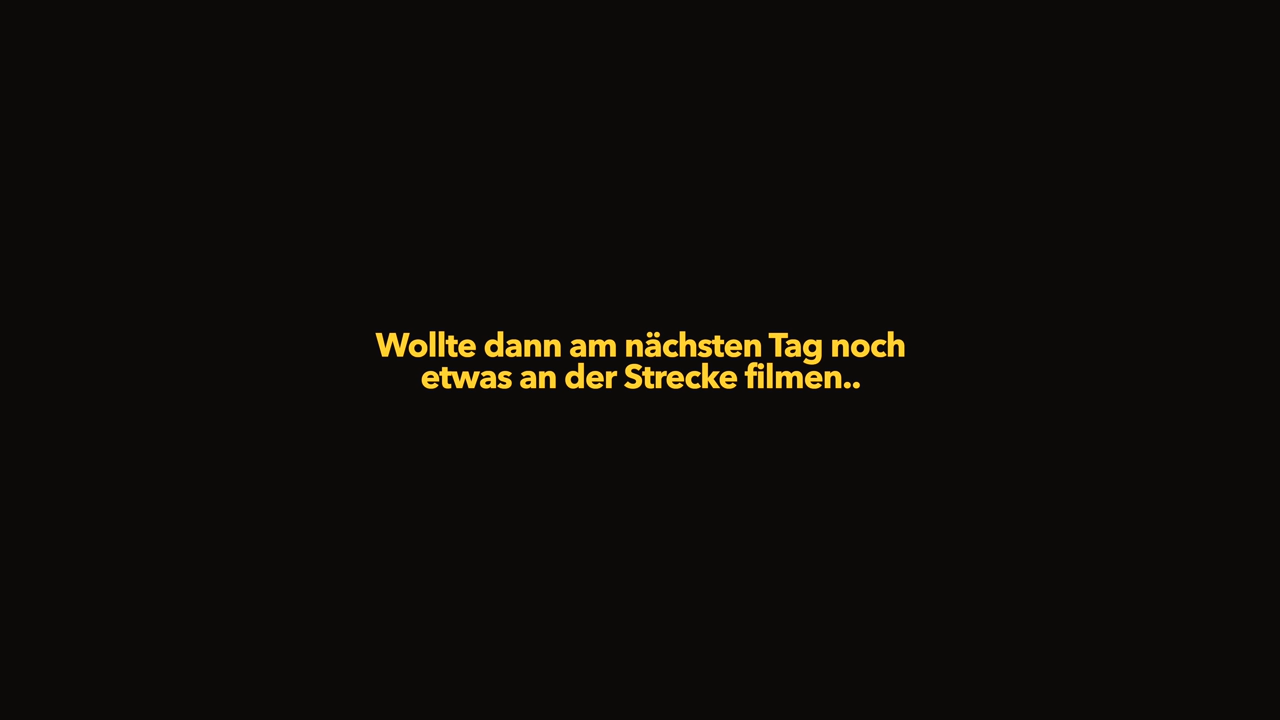 Wollte dann am nächsten Tag noch
etwas an der Strecke filmen..